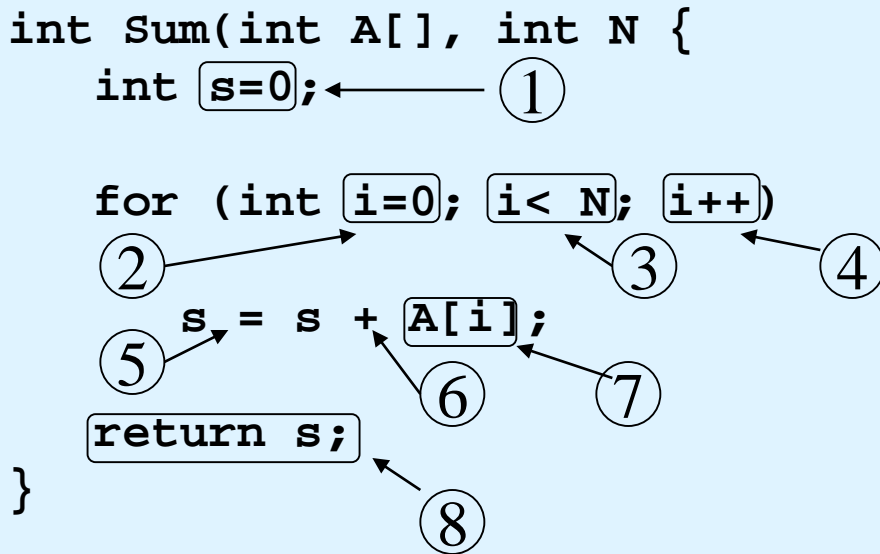 int Sum(int A[], int N {
int s=0; 1
for (int i=0; i< N; i++)
2 3 4
s = s + A[i];
5 6 7
return s;
}
8